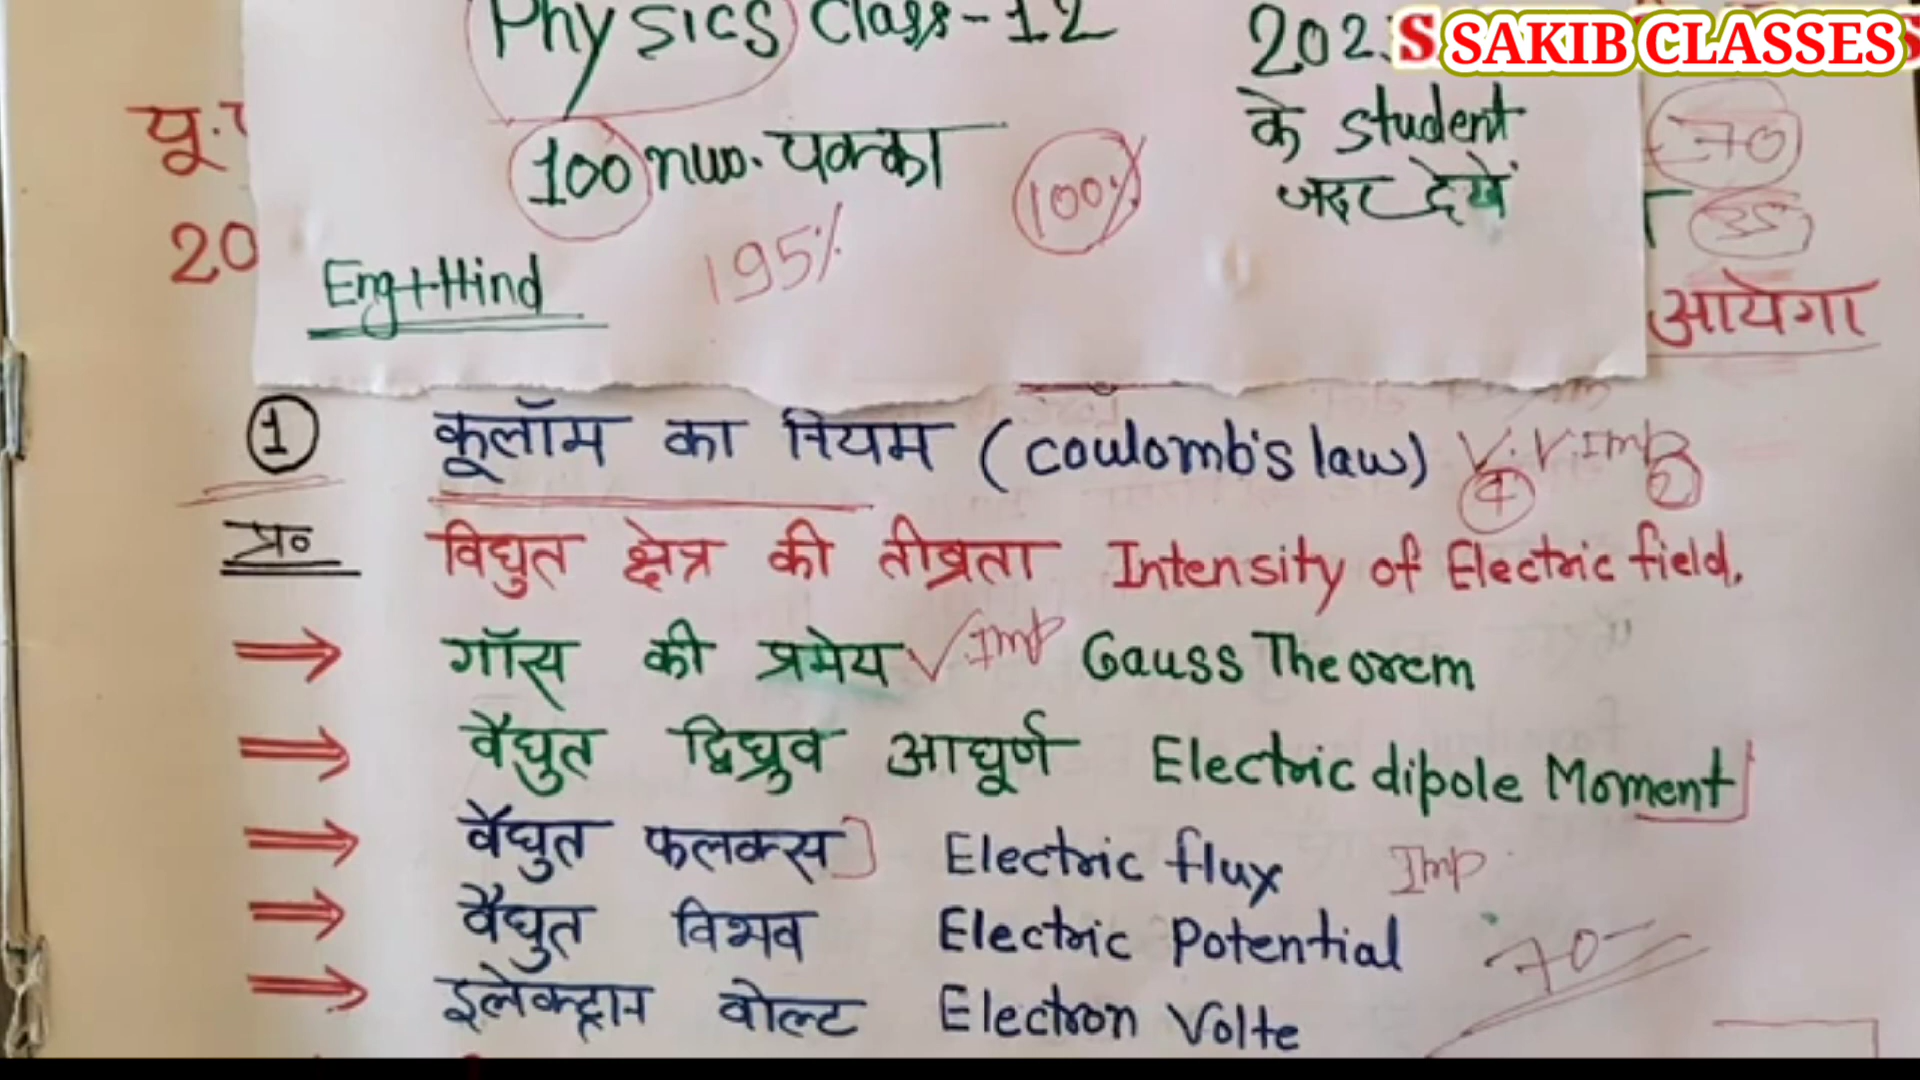 Physics Class-12
202
SAKIB CLASSES
के student
जरूर देखें
यू.
100 num. पक्का
100%
70
35
20
Eng+Hind
195%
आयेगा
1 कूलॉम का नियम (coulomb's law) V.V.Imp
प्र० विद्युत क्षेत्र की तीव्रता Intensity of Electric field.
⇒ गॉस की प्रमेय ✓ Imp Gauss Theorem
⇒ वैद्युत द्विघ्रुव आघूर्ण Electric dipole Moment
⇒ वैद्युत फलक्स Electric flux Imp
⇒ वैद्युत विभव Electric Potential 70
⇒ इलेक्ट्रान वोल्ट Electron Volte